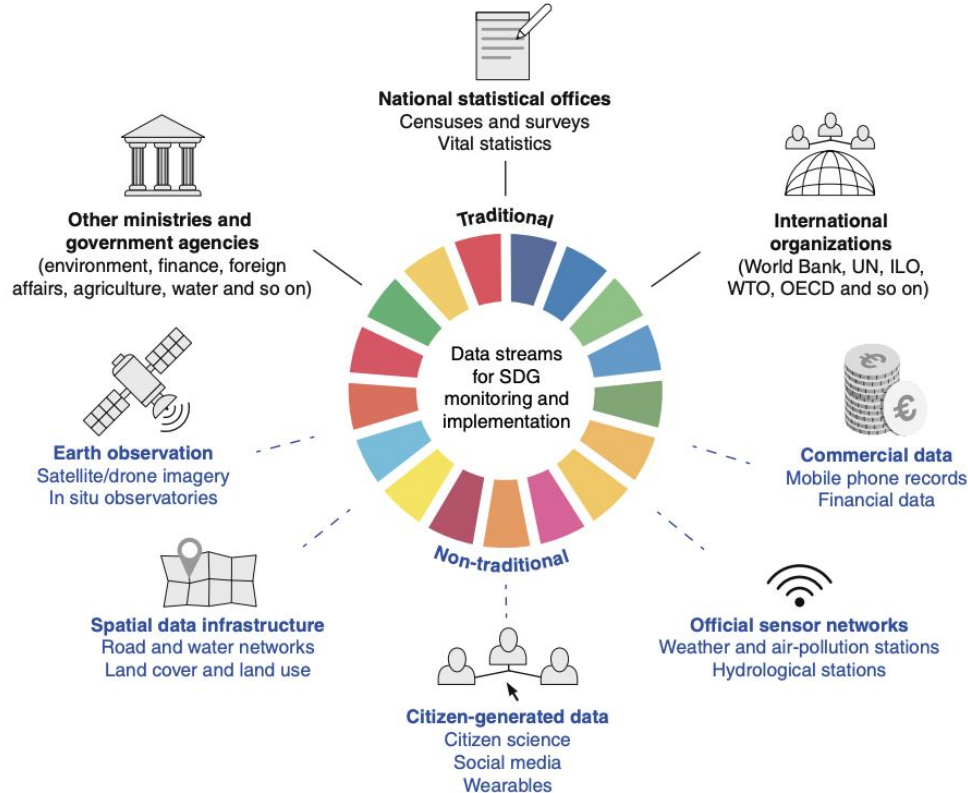 National statistical offices
Censuses and surveys
Vital statistics
Other ministries and
government agencies
(environment, finance, foreign
affairs, agriculture, water and so on)
Traditional
International
organizations
(World Bank, UN, ILO,
WTO, OECD and so on)
Data streams
for SDG
monitoring and
implementation
Earth observation
Satellite/drone imagery
In situ observatories
€
€
Commercial data
Mobile phone records
Financial data
Non-traditional
Spatial data infrastructure
Road and water networks
Land cover and land use
Official sensor networks
Weather and air-pollution stations
Hydrological stations
Citizen-generated data
Citizen science
Social media
Wearables